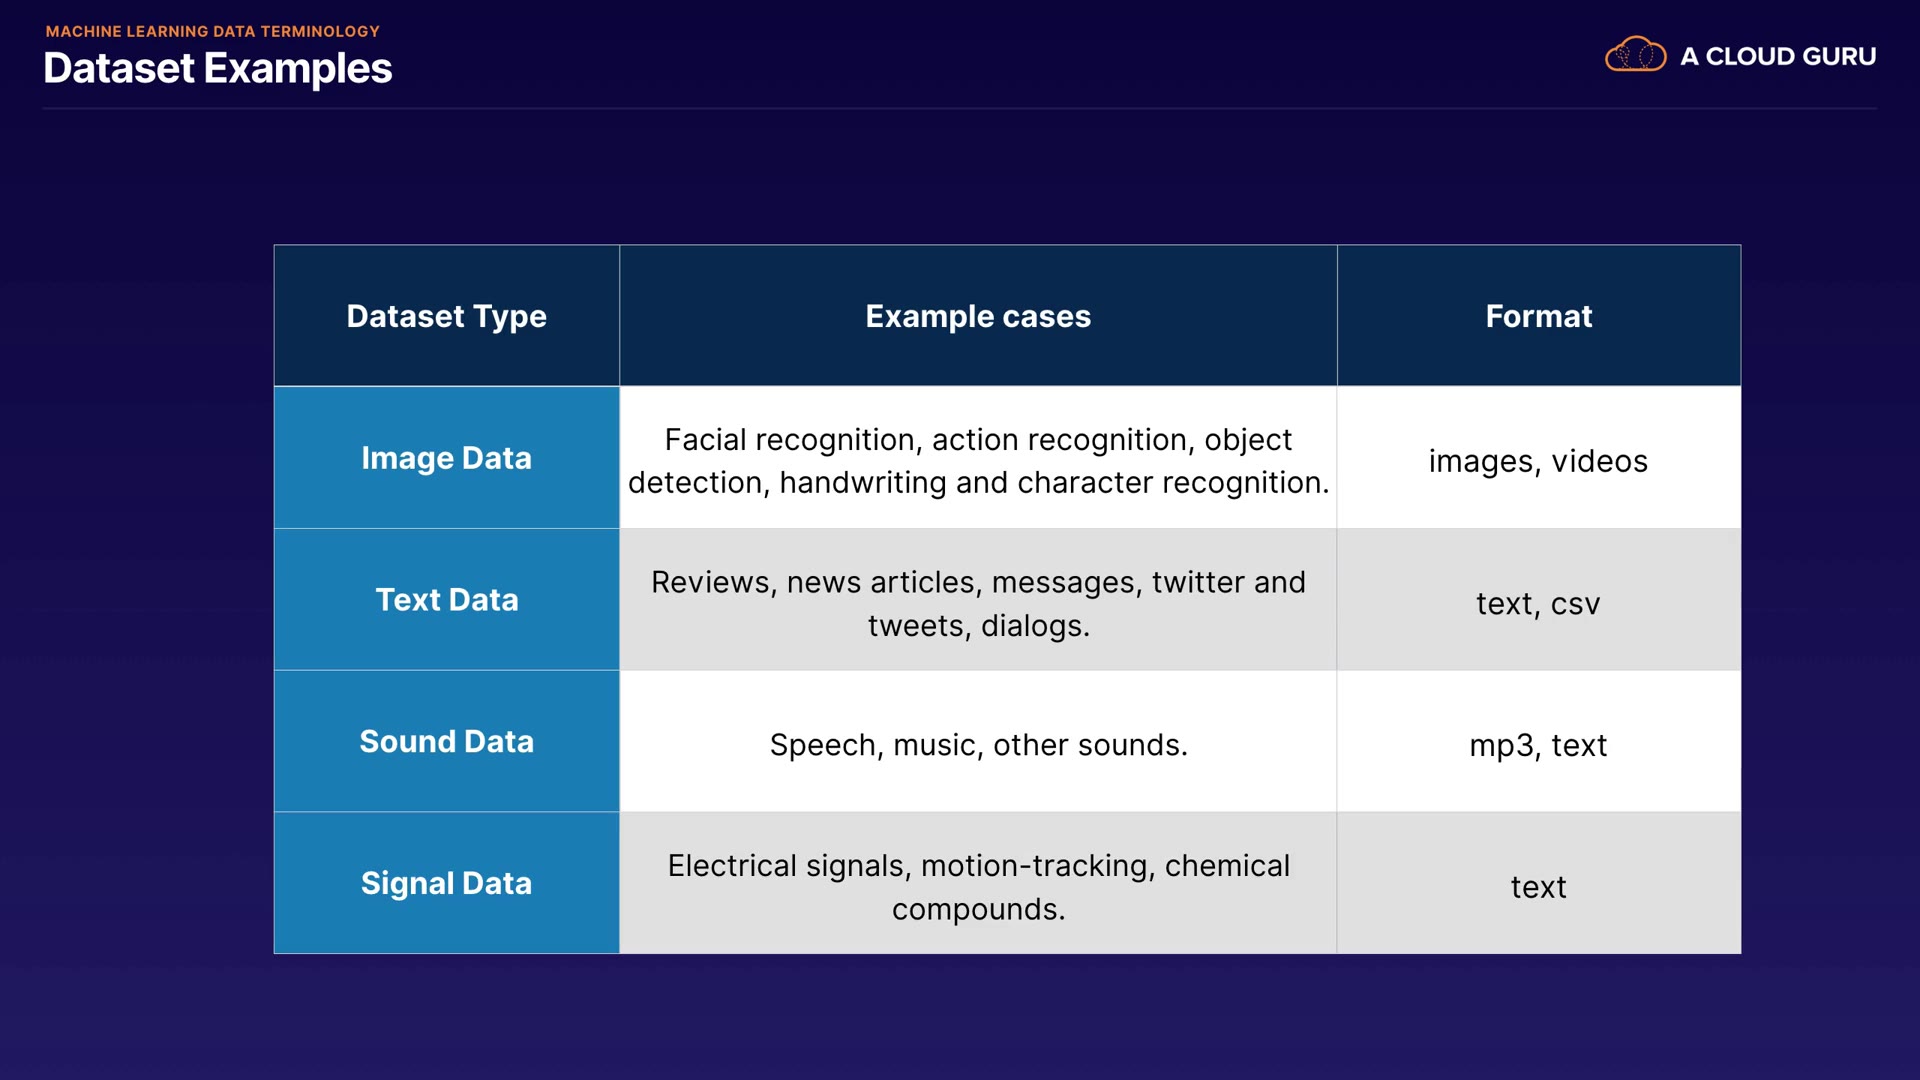 MACHINE LEARNING DATA TERMINOLOGY
Dataset Examples
A CLOUD GURU
Dataset Type
Example cases
Format
Image Data
Facial recognition, action recognition, object
detection, handwriting and character recognition.
images, videos
Text Data
Reviews, news articles, messages, twitter and
tweets, dialogs.
text, csv
Sound Data
Speech, music, other sounds.
mp3, text
Signal Data
Electrical signals, motion-tracking, chemical
compounds.
text